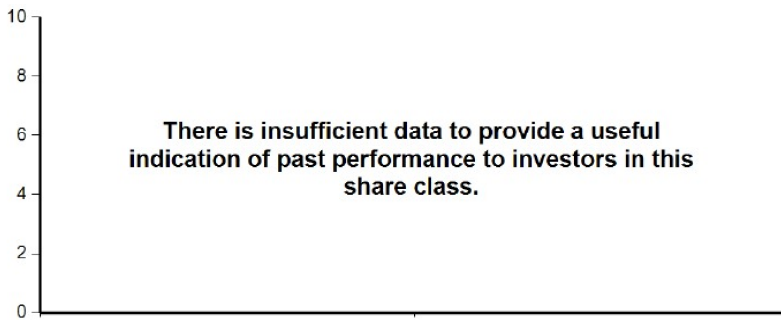 10
8
There is insufficient data to provide a useful
6
indication of past performance to investors in this
share class.
4
2
0